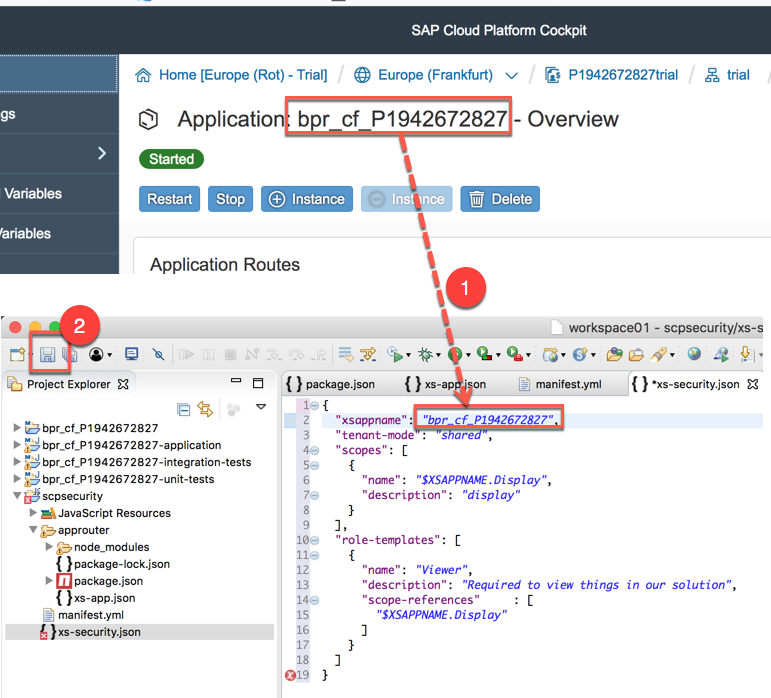 SAP Cloud Platform Cockpit
Home [Europe (Rot) - Trial] / Europe (Frankfurt) / P1942672827trial / trial
gs
Application: bpr_cf_P1942672827 - Overview
Started
Variables
Restart Stop Instance Instance Delete
Variables
Application Routes
1
2
workspace01 - scpsecurity/xs-s
Project Explorer
package.json xs-app.json manifest.yml *xs-security.json
bpr_cf_P1942672827
bpr_cf_P1942672827-application
bpr_cf_P1942672827-integration-tests
bpr_cf_P1942672827-unit-tests
scpsecurity
JavaScript Resources
approuter
node_modules
package-lock.json
package.json
xs-app.json
manifest.yml
xs-security.json
1 {
2 "xsappname": "bpr_cf_P1942672827",
3 "tenant-mode": "shared",
4 "scopes": [
5 {
6 "name": "$XSAPPNAME.Display",
7 "description": "display"
8 }
9 ],
10 "role-templates": [
11 {
12 "name": "Viewer",
13 "description": "Required to view things in our solution",
14 "scope-references" : [
15 "$XSAPPNAME.Display"
16 ]
17 }
18 ]
19 }